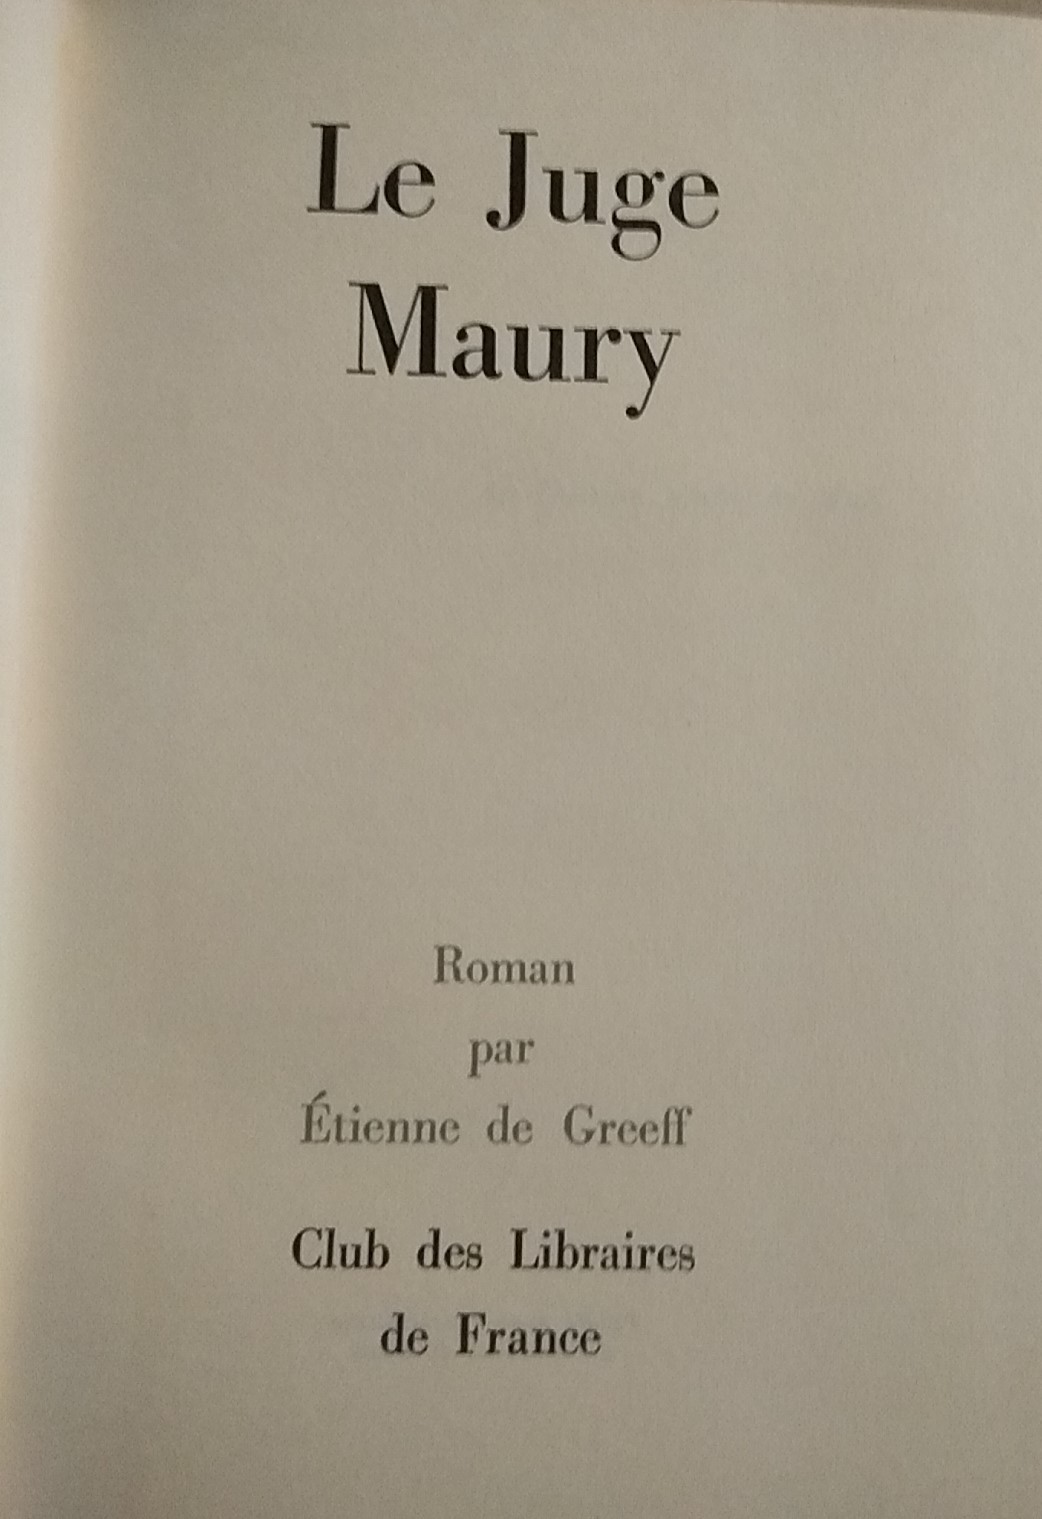 Le Juge
Maury
Roman
par
Étienne de Greeff
Club des Libraires
de France